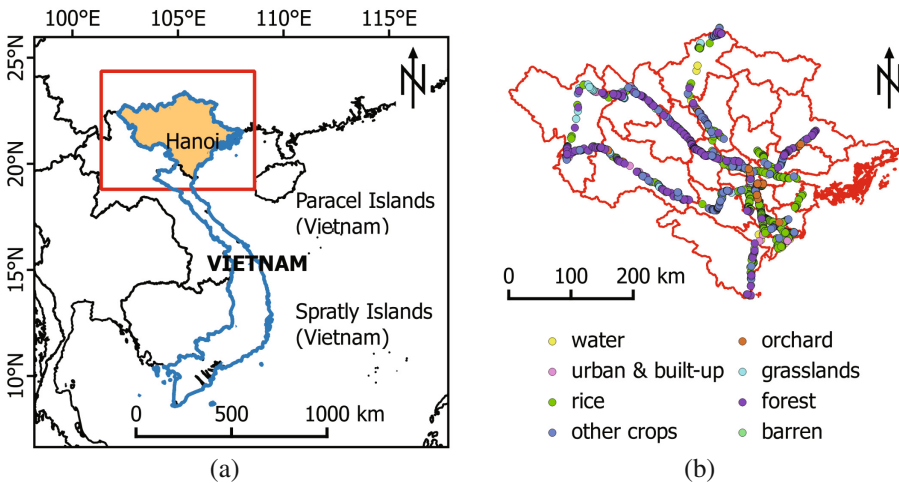 100°E 105°E 110°E 115°E
25°N
20°N
15°N
10°N
N
Hanoi
Paracel Islands
(Vietnam)
VIETNAM
Spratly Islands
(Vietnam)
0 500 1000 km
(a)
(b)
N
0 100 200 km
water
urban & built-up
rice
other crops
orchard
grasslands
forest
barren